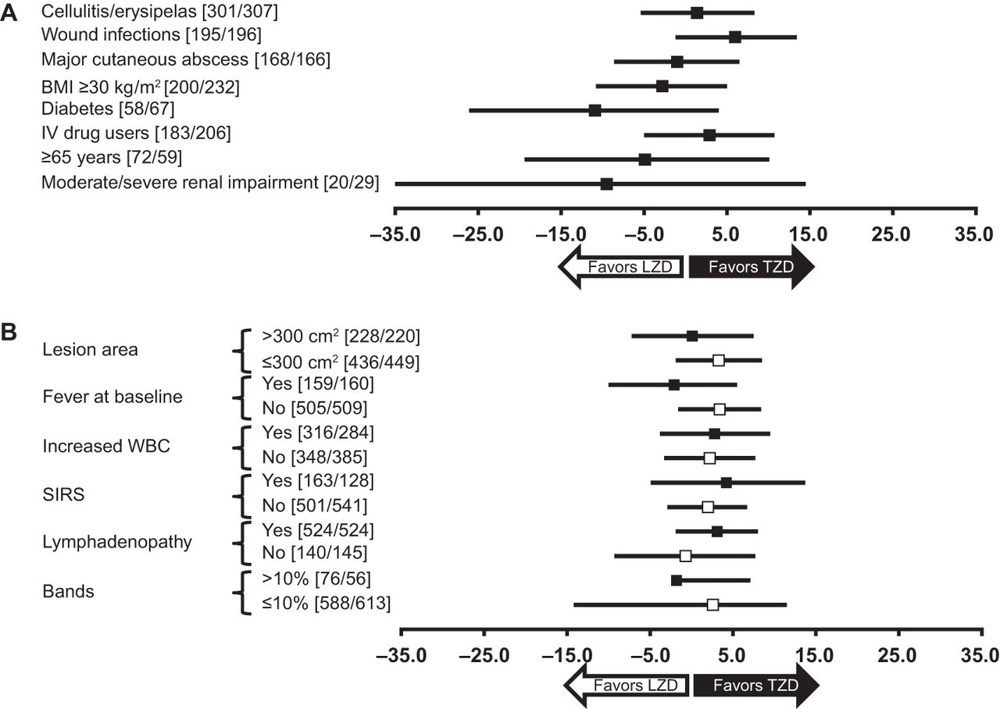 A
Cellulitis/erysipelas [301/307]
Wound infections [195/196]
Major cutaneous abscess [168/166]
BMI ≥30 kg/m² [200/232]
Diabetes [58/67]
IV drug users [183/206]
≥65 years [72/59]
Moderate/severe renal impairment [20/29]
–35.0 –25.0 –15.0 –5.0 5.0 15.0 25.0 35.0
Favors LZD Favors TZD
B
Lesion area
>300 cm² [228/220]
≤300 cm² [436/449]
Fever at baseline
Yes [159/160]
No [505/509]
Increased WBC
Yes [316/284]
No [348/385]
SIRS
Yes [163/128]
No [501/541]
Lymphadenopathy
Yes [524/524]
No [140/145]
Bands
>10% [76/56]
≤10% [588/613]
–35.0 –25.0 –15.0 –5.0 5.0 15.0 25.0 35.0
Favors LZD Favors TZD